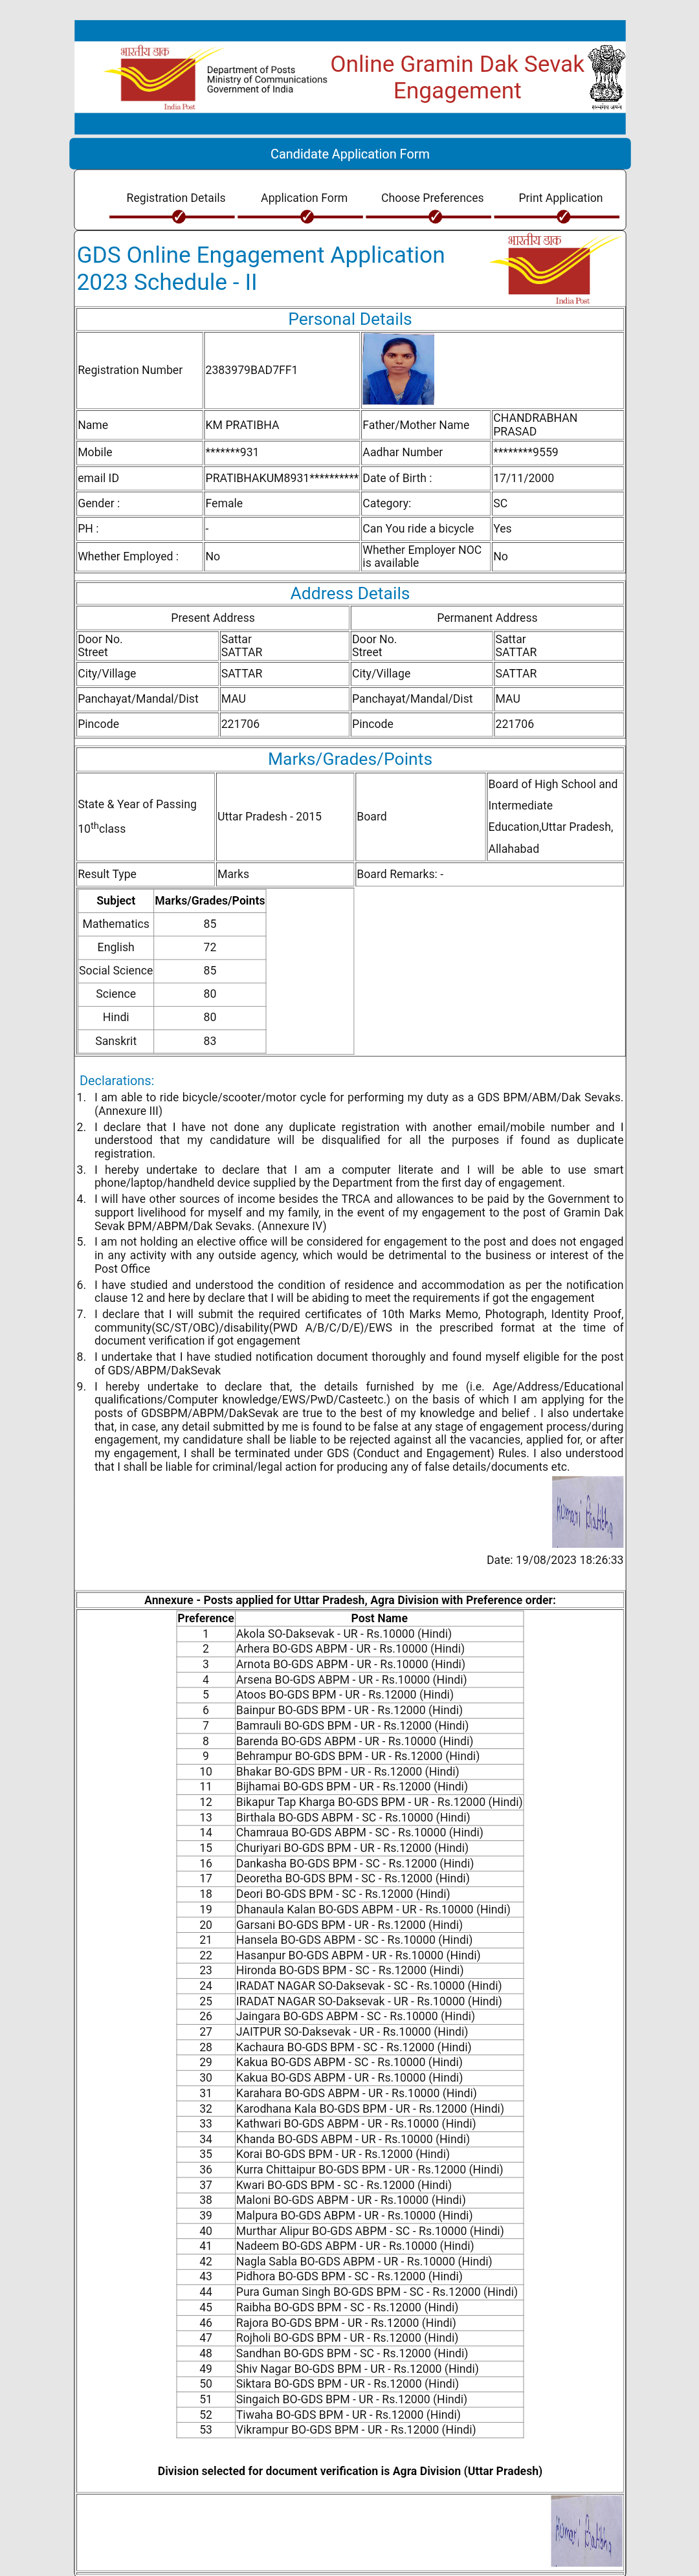 भारतीय डाक
India Post
Department of Posts
Ministry of Communications
Government of India
Online Gramin Dak Sevak
Engagement
सत्यमेव जयते
Candidate Application Form
Registration Details Application Form Choose Preferences Print Application
GDS Online Engagement Application
2023 Schedule - II
भारतीय डाक
India Post
Personal Details
Registration Number 2383979BAD7FF1
Name KM PRATIBHA Father/Mother Name CHANDRABHAN PRASAD
Mobile *******931 Aadhar Number ********9559
email ID PRATIBHAKUM8931********** Date of Birth : 17/11/2000
Gender : Female Category: SC
PH : - Can You ride a bicycle Yes
Whether Employed : No Whether Employer NOC is available No
Address Details
Present Address Permanent Address
Door No. Sattar Door No. Sattar
Street SATTAR Street SATTAR
City/Village SATTAR City/Village SATTAR
Panchayat/Mandal/Dist MAU Panchayat/Mandal/Dist MAU
Pincode 221706 Pincode 221706
Marks/Grades/Points
State & Year of Passing 10th class Uttar Pradesh - 2015 Board Board of High School and Intermediate Education,Uttar Pradesh, Allahabad
Result Type Marks Board Remarks: -
Subject Marks/Grades/Points
Mathematics 85
English 72
Social Science 85
Science 80
Hindi 80
Sanskrit 83
Declarations:
1. I am able to ride bicycle/scooter/motor cycle for performing my duty as a GDS BPM/ABM/Dak Sevaks.
(Annexure III)
2. I declare that I have not done any duplicate registration with another email/mobile number and I
understood that my candidature will be disqualified for all the purposes if found as duplicate
registration.
3. I hereby undertake to declare that I am a computer literate and I will be able to use smart
phone/laptop/handheld device supplied by the Department from the first day of engagement.
4. I will have other sources of income besides the TRCA and allowances to be paid by the Government to
support livelihood for myself and my family, in the event of my engagement to the post of Gramin Dak
Sevak BPM/ABPM/Dak Sevaks. (Annexure IV)
5. I am not holding an elective office will be considered for engagement to the post and does not engaged
in any activity with any outside agency, which would be detrimental to the business or interest of the
Post Office
6. I have studied and understood the condition of residence and accommodation as per the notification
clause 12 and here by declare that I will be abiding to meet the requirements if got the engagement
7. I declare that I will submit the required certificates of 10th Marks Memo, Photograph, Identity Proof,
community(SC/ST/OBC)/disability(PWD A/B/C/D/E)/EWS in the prescribed format at the time of
document verification if got engagement
8. I undertake that I have studied notification document thoroughly and found myself eligible for the post
of GDS/ABPM/DakSevak
9. I hereby undertake to declare that, the details furnished by me (i.e. Age/Address/Educational
qualifications/Computer knowledge/EWS/PwD/Casteetc.) on the basis of which I am applying for the
posts of GDSBPM/ABPM/DakSevak are true to the best of my knowledge and belief . I also undertake
that, in case, any detail submitted by me is found to be false at any stage of engagement process/during
engagement, my candidature shall be liable to be rejected against all the vacancies, applied for, or after
my engagement, I shall be terminated under GDS (Conduct and Engagement) Rules. I also understood
that I shall be liable for criminal/legal action for producing any of false details/documents etc.
Date: 19/08/2023 18:26:33
Annexure - Posts applied for Uttar Pradesh, Agra Division with Preference order:
Preference Post Name
1 Akola SO-Daksevak - UR - Rs.10000 (Hindi)
2 Arhera BO-GDS ABPM - UR - Rs.10000 (Hindi)
3 Arnota BO-GDS ABPM - UR - Rs.10000 (Hindi)
4 Arsena BO-GDS ABPM - UR - Rs.10000 (Hindi)
5 Atoos BO-GDS BPM - UR - Rs.12000 (Hindi)
6 Bainpur BO-GDS BPM - UR - Rs.12000 (Hindi)
7 Bamrauli BO-GDS BPM - UR - Rs.12000 (Hindi)
8 Barenda BO-GDS ABPM - UR - Rs.10000 (Hindi)
9 Behrampur BO-GDS BPM - UR - Rs.12000 (Hindi)
10 Bhakar BO-GDS BPM - UR - Rs.12000 (Hindi)
11 Bijhamai BO-GDS BPM - UR - Rs.12000 (Hindi)
12 Bikapur Tap Kharga BO-GDS BPM - UR - Rs.12000 (Hindi)
13 Birthala BO-GDS ABPM - SC - Rs.10000 (Hindi)
14 Chamraua BO-GDS ABPM - SC - Rs.10000 (Hindi)
15 Churiyari BO-GDS BPM - UR - Rs.12000 (Hindi)
16 Dankasha BO-GDS BPM - SC - Rs.12000 (Hindi)
17 Deoretha BO-GDS BPM - SC - Rs.12000 (Hindi)
18 Deori BO-GDS BPM - SC - Rs.12000 (Hindi)
19 Dhanaula Kalan BO-GDS ABPM - UR - Rs.10000 (Hindi)
20 Garsani BO-GDS BPM - UR - Rs.12000 (Hindi)
21 Hansela BO-GDS ABPM - SC - Rs.10000 (Hindi)
22 Hasanpur BO-GDS ABPM - UR - Rs.10000 (Hindi)
23 Hironda BO-GDS BPM - SC - Rs.12000 (Hindi)
24 IRADAT NAGAR SO-Daksevak - SC - Rs.10000 (Hindi)
25 IRADAT NAGAR SO-Daksevak - UR - Rs.10000 (Hindi)
26 Jaingara BO-GDS ABPM - SC - Rs.10000 (Hindi)
27 JAITPUR SO-Daksevak - UR - Rs.10000 (Hindi)
28 Kachaura BO-GDS BPM - SC - Rs.12000 (Hindi)
29 Kakua BO-GDS ABPM - SC - Rs.10000 (Hindi)
30 Kakua BO-GDS ABPM - UR - Rs.10000 (Hindi)
31 Karahara BO-GDS ABPM - UR - Rs.10000 (Hindi)
32 Karodhana Kala BO-GDS BPM - UR - Rs.12000 (Hindi)
33 Kathwari BO-GDS ABPM - UR - Rs.10000 (Hindi)
34 Khanda BO-GDS ABPM - UR - Rs.10000 (Hindi)
35 Korai BO-GDS BPM - UR - Rs.12000 (Hindi)
36 Kurra Chittaipur BO-GDS BPM - UR - Rs.12000 (Hindi)
37 Kwari BO-GDS BPM - SC - Rs.12000 (Hindi)
38 Maloni BO-GDS ABPM - UR - Rs.10000 (Hindi)
39 Malpura BO-GDS ABPM - UR - Rs.10000 (Hindi)
40 Murthar Alipur BO-GDS ABPM - SC - Rs.10000 (Hindi)
41 Nadeem BO-GDS ABPM - UR - Rs.10000 (Hindi)
42 Nagla Sabla BO-GDS ABPM - UR - Rs.10000 (Hindi)
43 Pidhora BO-GDS BPM - SC - Rs.12000 (Hindi)
44 Pura Guman Singh BO-GDS BPM - SC - Rs.12000 (Hindi)
45 Raibha BO-GDS BPM - SC - Rs.12000 (Hindi)
46 Rajora BO-GDS BPM - UR - Rs.12000 (Hindi)
47 Rojholi BO-GDS BPM - UR - Rs.12000 (Hindi)
48 Sandhan BO-GDS BPM - SC - Rs.12000 (Hindi)
49 Shiv Nagar BO-GDS BPM - UR - Rs.12000 (Hindi)
50 Siktara BO-GDS BPM - UR - Rs.12000 (Hindi)
51 Singaich BO-GDS BPM - UR - Rs.12000 (Hindi)
52 Tiwaha BO-GDS BPM - UR - Rs.12000 (Hindi)
53 Vikrampur BO-GDS BPM - UR - Rs.12000 (Hindi)
Division selected for document verification is Agra Division (Uttar Pradesh)